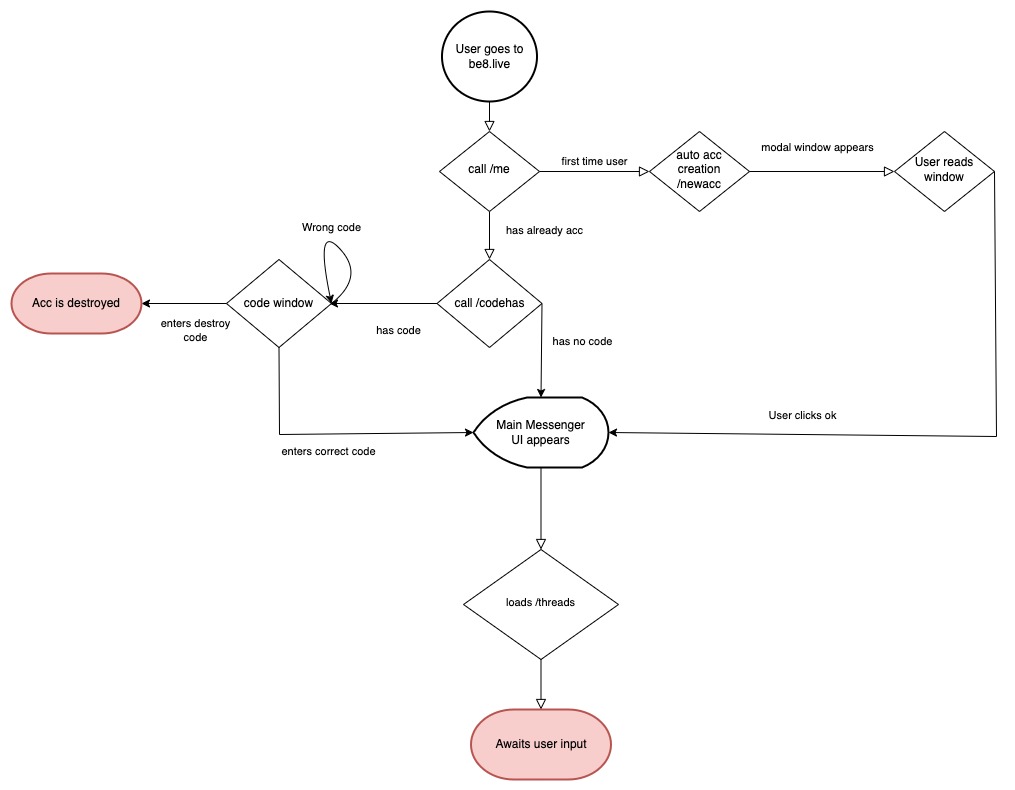 User goes to
be8.live
call /me
first time user
auto acc
creation
/newacc
modal window appears
User reads
window
has already acc
Wrong code
Acc is destroyed
enters destroy
code
code window
has code
call /codehas
has no code
User clicks ok
Main Messenger
UI appears
enters correct code
loads /threads
Awaits user input